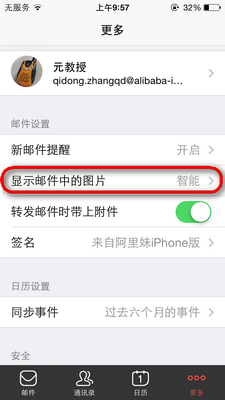 无服务 上午9:57 32%
更多
元教授
qidong.zhangqd@alibaba-i...
邮件设置
新邮件提醒 开启
显示邮件中的图片 智能
转发邮件时带上附件
签名 来自阿里妹iPhone版
日历设置
同步事件 过去六个月的事件
安全
邮件 通讯录 日历 更多
1